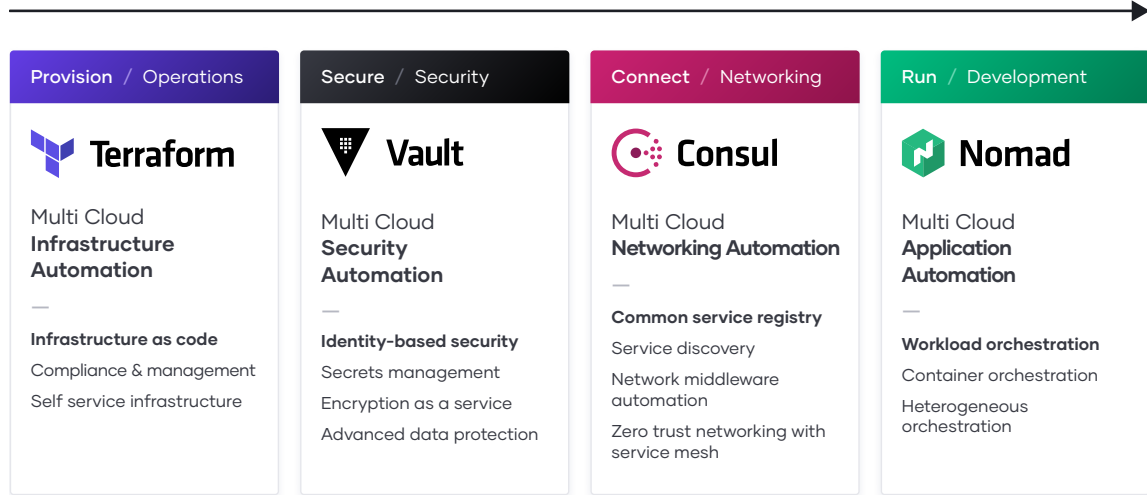 Provision / Operations
Terraform
Multi Cloud
Infrastructure
Automation
—
Infrastructure as code
Compliance & management
Self service infrastructure
Secure / Security
Vault
Multi Cloud
Security
Automation
—
Identity-based security
Secrets management
Encryption as a service
Advanced data protection
Connect / Networking
Consul
Multi Cloud
Networking Automation
—
Common service registry
Service discovery
Network middleware
automation
Zero trust networking with
service mesh
Run / Development
Nomad
Multi Cloud
Application
Automation
—
Workload orchestration
Container orchestration
Heterogeneous
orchestration